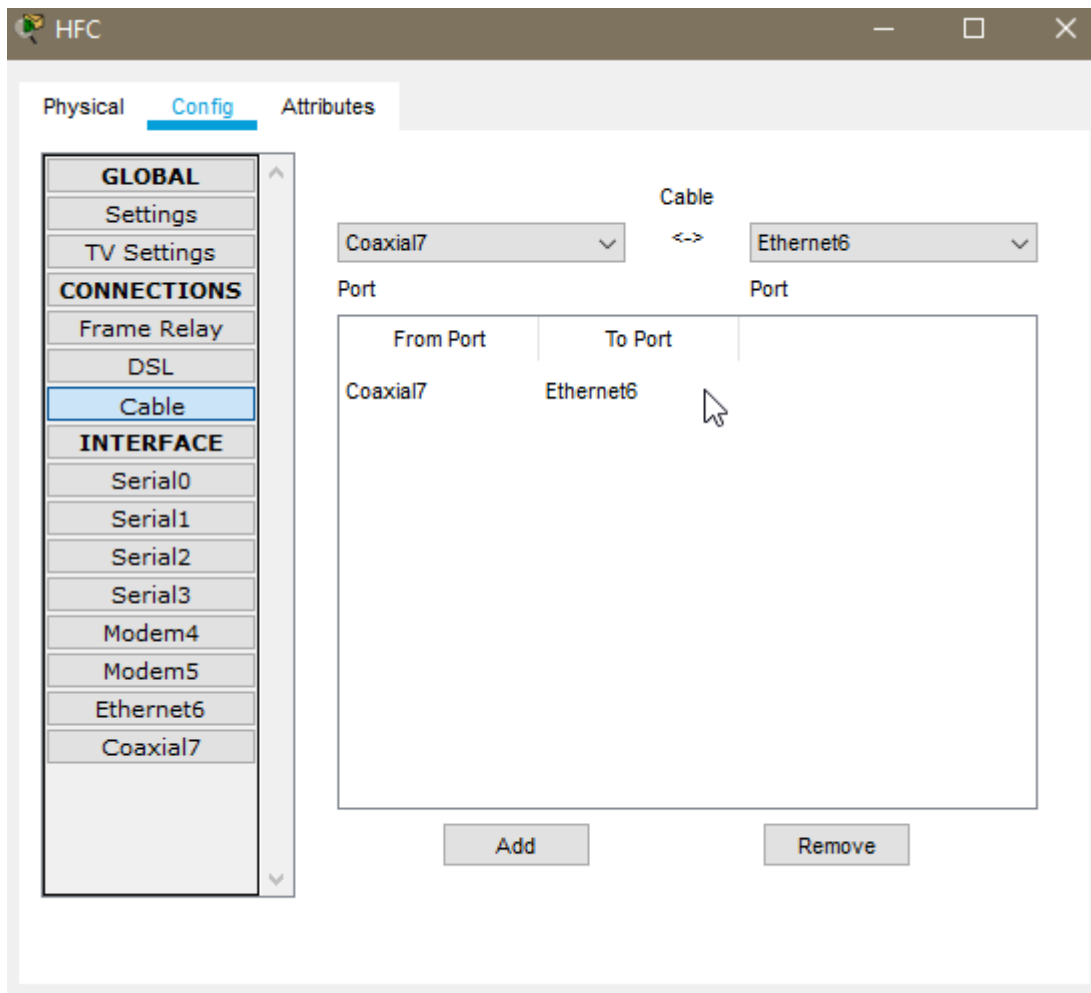 HFC
Physical Config Attributes
GLOBAL
Settings
TV Settings
CONNECTIONS
Frame Relay
DSL
Cable
INTERFACE
Serial0
Serial1
Serial2
Serial3
Modem4
Modem5
Ethernet6
Coaxial7
Cable
Coaxial7 <-> Ethernet6
Port Port
From Port To Port
Coaxial7 Ethernet6
Add Remove